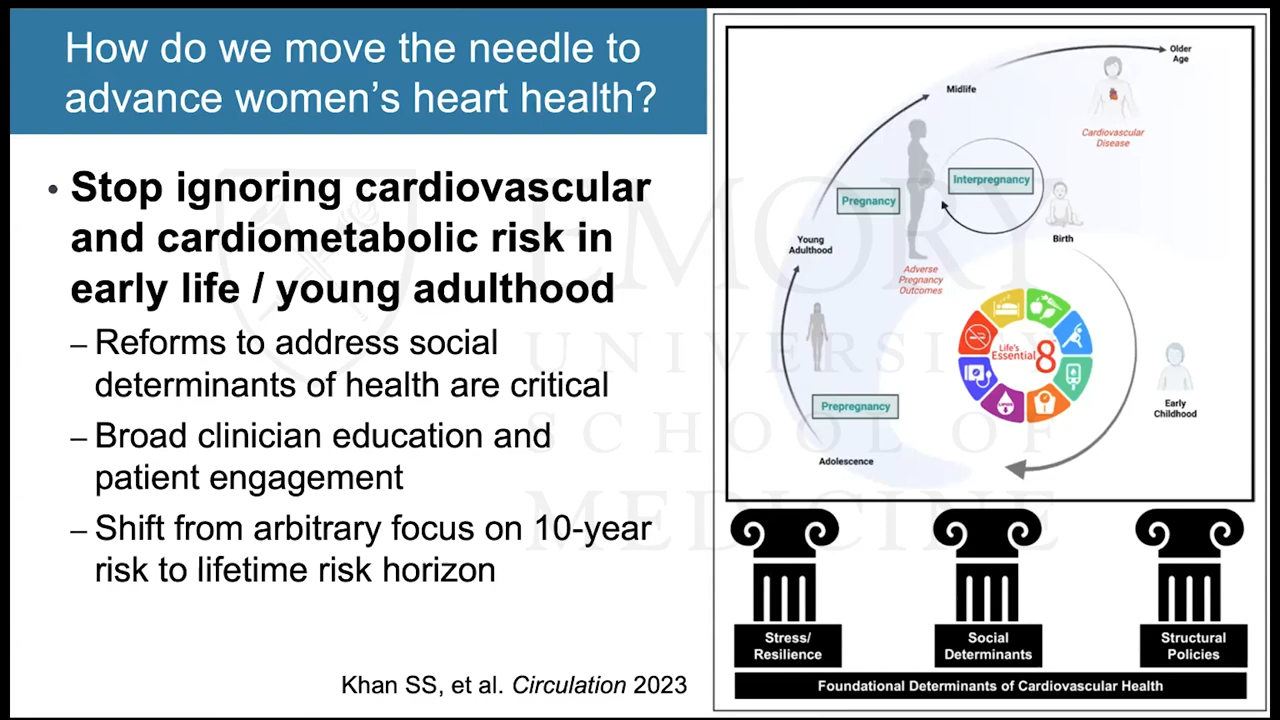 How do we move the needle to
advance women's heart health?
• Stop ignoring cardiovascular
and cardiometabolic risk in
early life / young adulthood
– Reforms to address social
determinants of health are critical
– Broad clinician education and
patient engagement
– Shift from arbitrary focus on 10-year
risk to lifetime risk horizon
Khan SS, et al. Circulation 2023
Older
Age
Midlife
Cardiovascular
Disease
Interpregnancy
Pregnancy
Birth
Young
Adulthood
Adverse
Pregnancy
Outcomes
Life's
Essential 8
Prepregnancy
Early
Childhood
Adolescence
Stress/
Resilience
Social
Determinants
Structural
Policies
Foundational Determinants of Cardiovascular Health
EMORY
UNIVERSITY
SCHOOL OF
MEDICINE